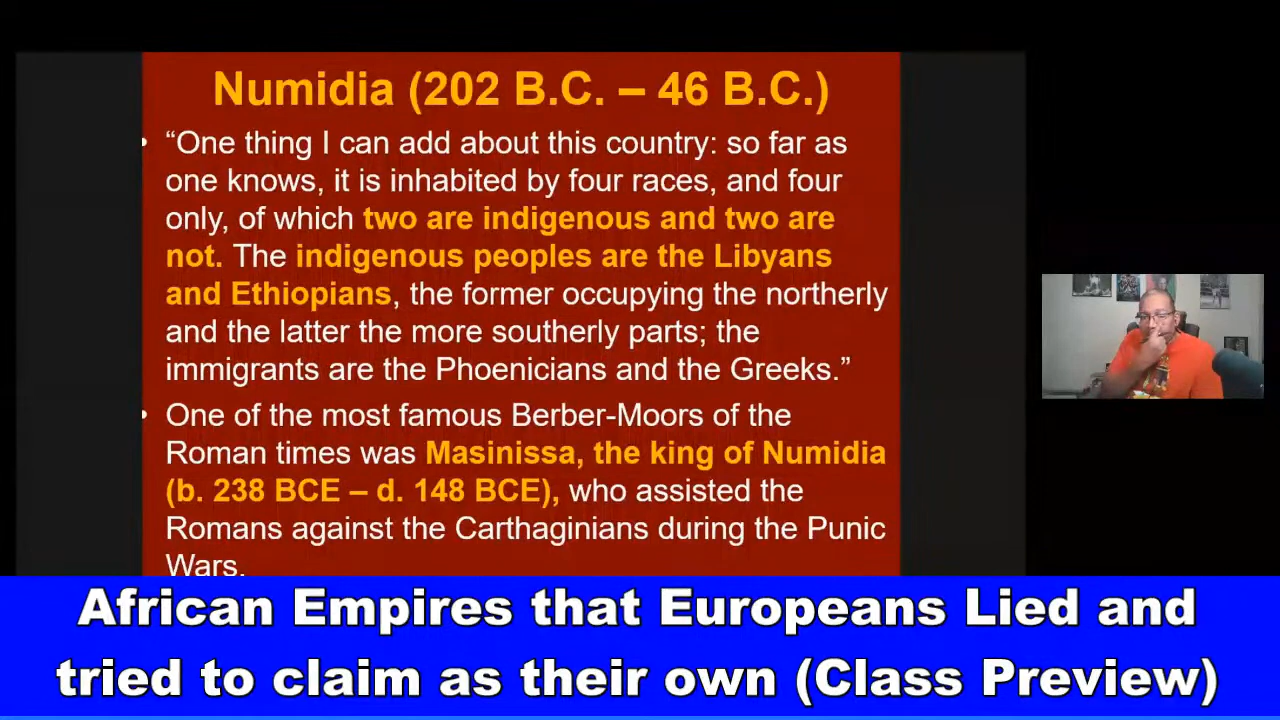 Numidia (202 B.C. – 46 B.C.)
• “One thing I can add about this country: so far as
one knows, it is inhabited by four races, and four
only, of which two are indigenous and two are
not. The indigenous peoples are the Libyans
and Ethiopians, the former occupying the northerly
and the latter the more southerly parts; the
immigrants are the Phoenicians and the Greeks.”
• One of the most famous Berber-Moors of the
Roman times was Masinissa, the king of Numidia
(b. 238 BCE – d. 148 BCE), who assisted the
Romans against the Carthaginians during the Punic
Wars.
African Empires that Europeans Lied and
tried to claim as their own (Class Preview)